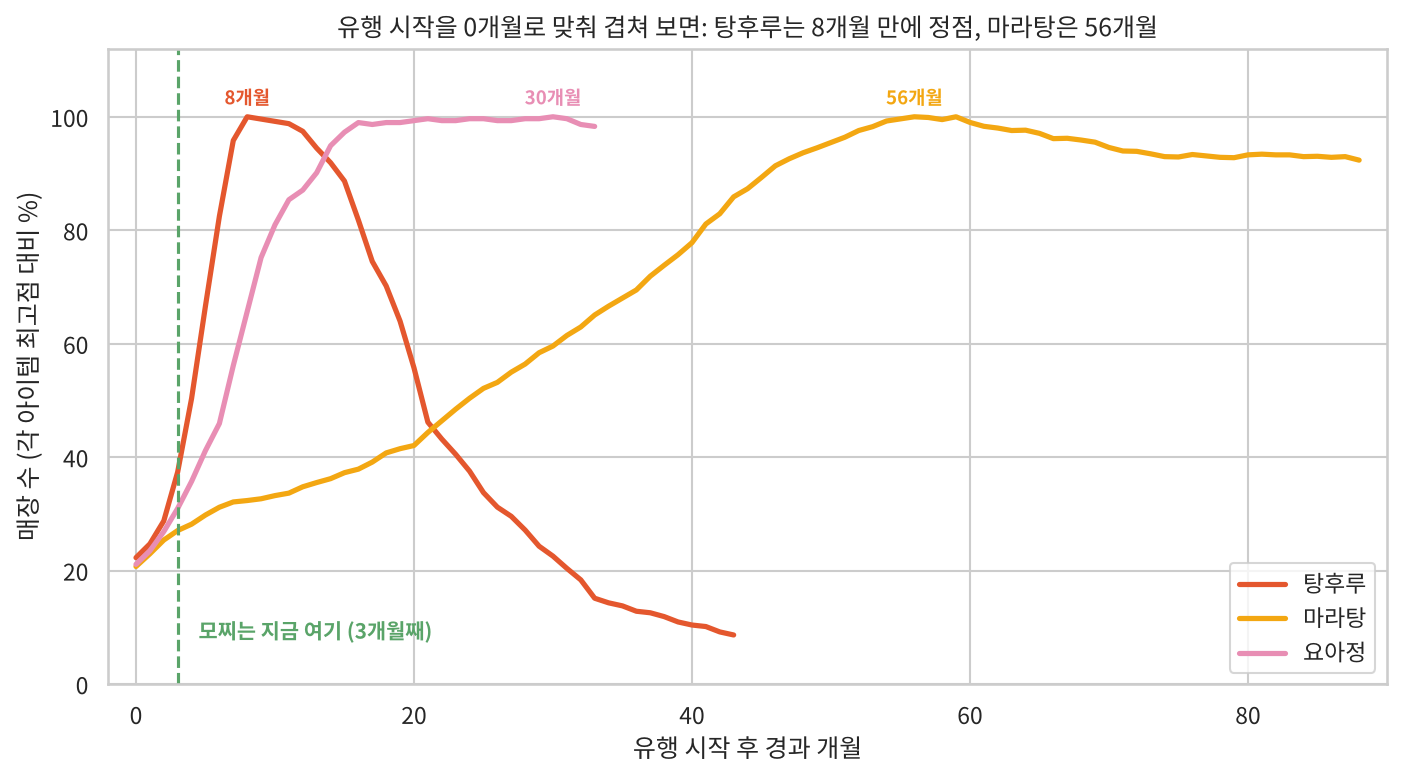 유행 시작을 0개월로 맞춰 겹쳐 보면: 탕후루는 8개월 만에 정점, 마라탕은 56개월
8개월
30개월
56개월
매장 수 (각 아이템 최고점 대비 %)
100
80
60
40
20
0
모찌는 지금 여기 (3개월째)
탕후루
마라탕
요아정
0
20
40
60
80
유행 시작 후 경과 개월